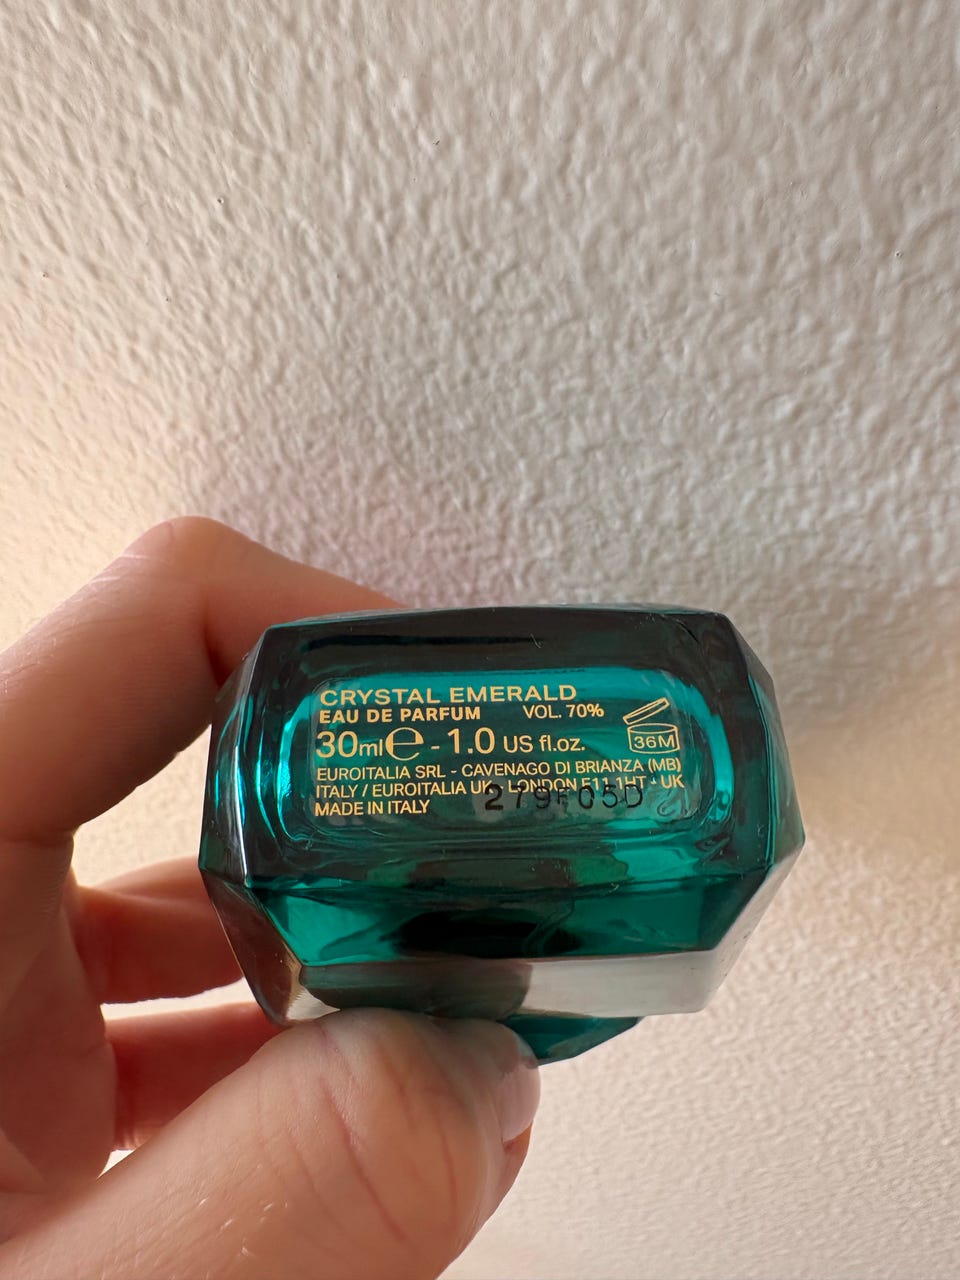 CRYSTAL EMERALD
EAU DE PARFUM VOL. 70%
30ml℮ - 1.0 US fl.oz.
36M
EUROITALIA SRL - CAVENAGO DI BRIANZA (MB)
ITALY / EUROITALIA UK - LONDON E11 1HT - UK
MADE IN ITALY
279F05D